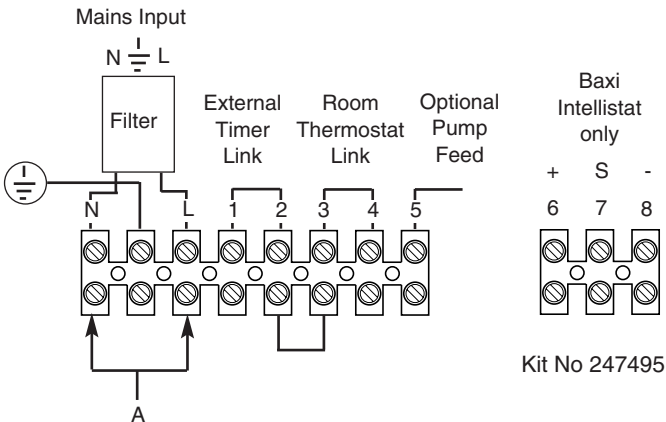 Mains Input
N L
Filter
External
Timer
Link
Room
Thermostat
Link
Optional
Pump
Feed
N L 1 2 3 4 5
A
Baxi
Intellistat
only
+ S -
6 7 8
Kit No 247495